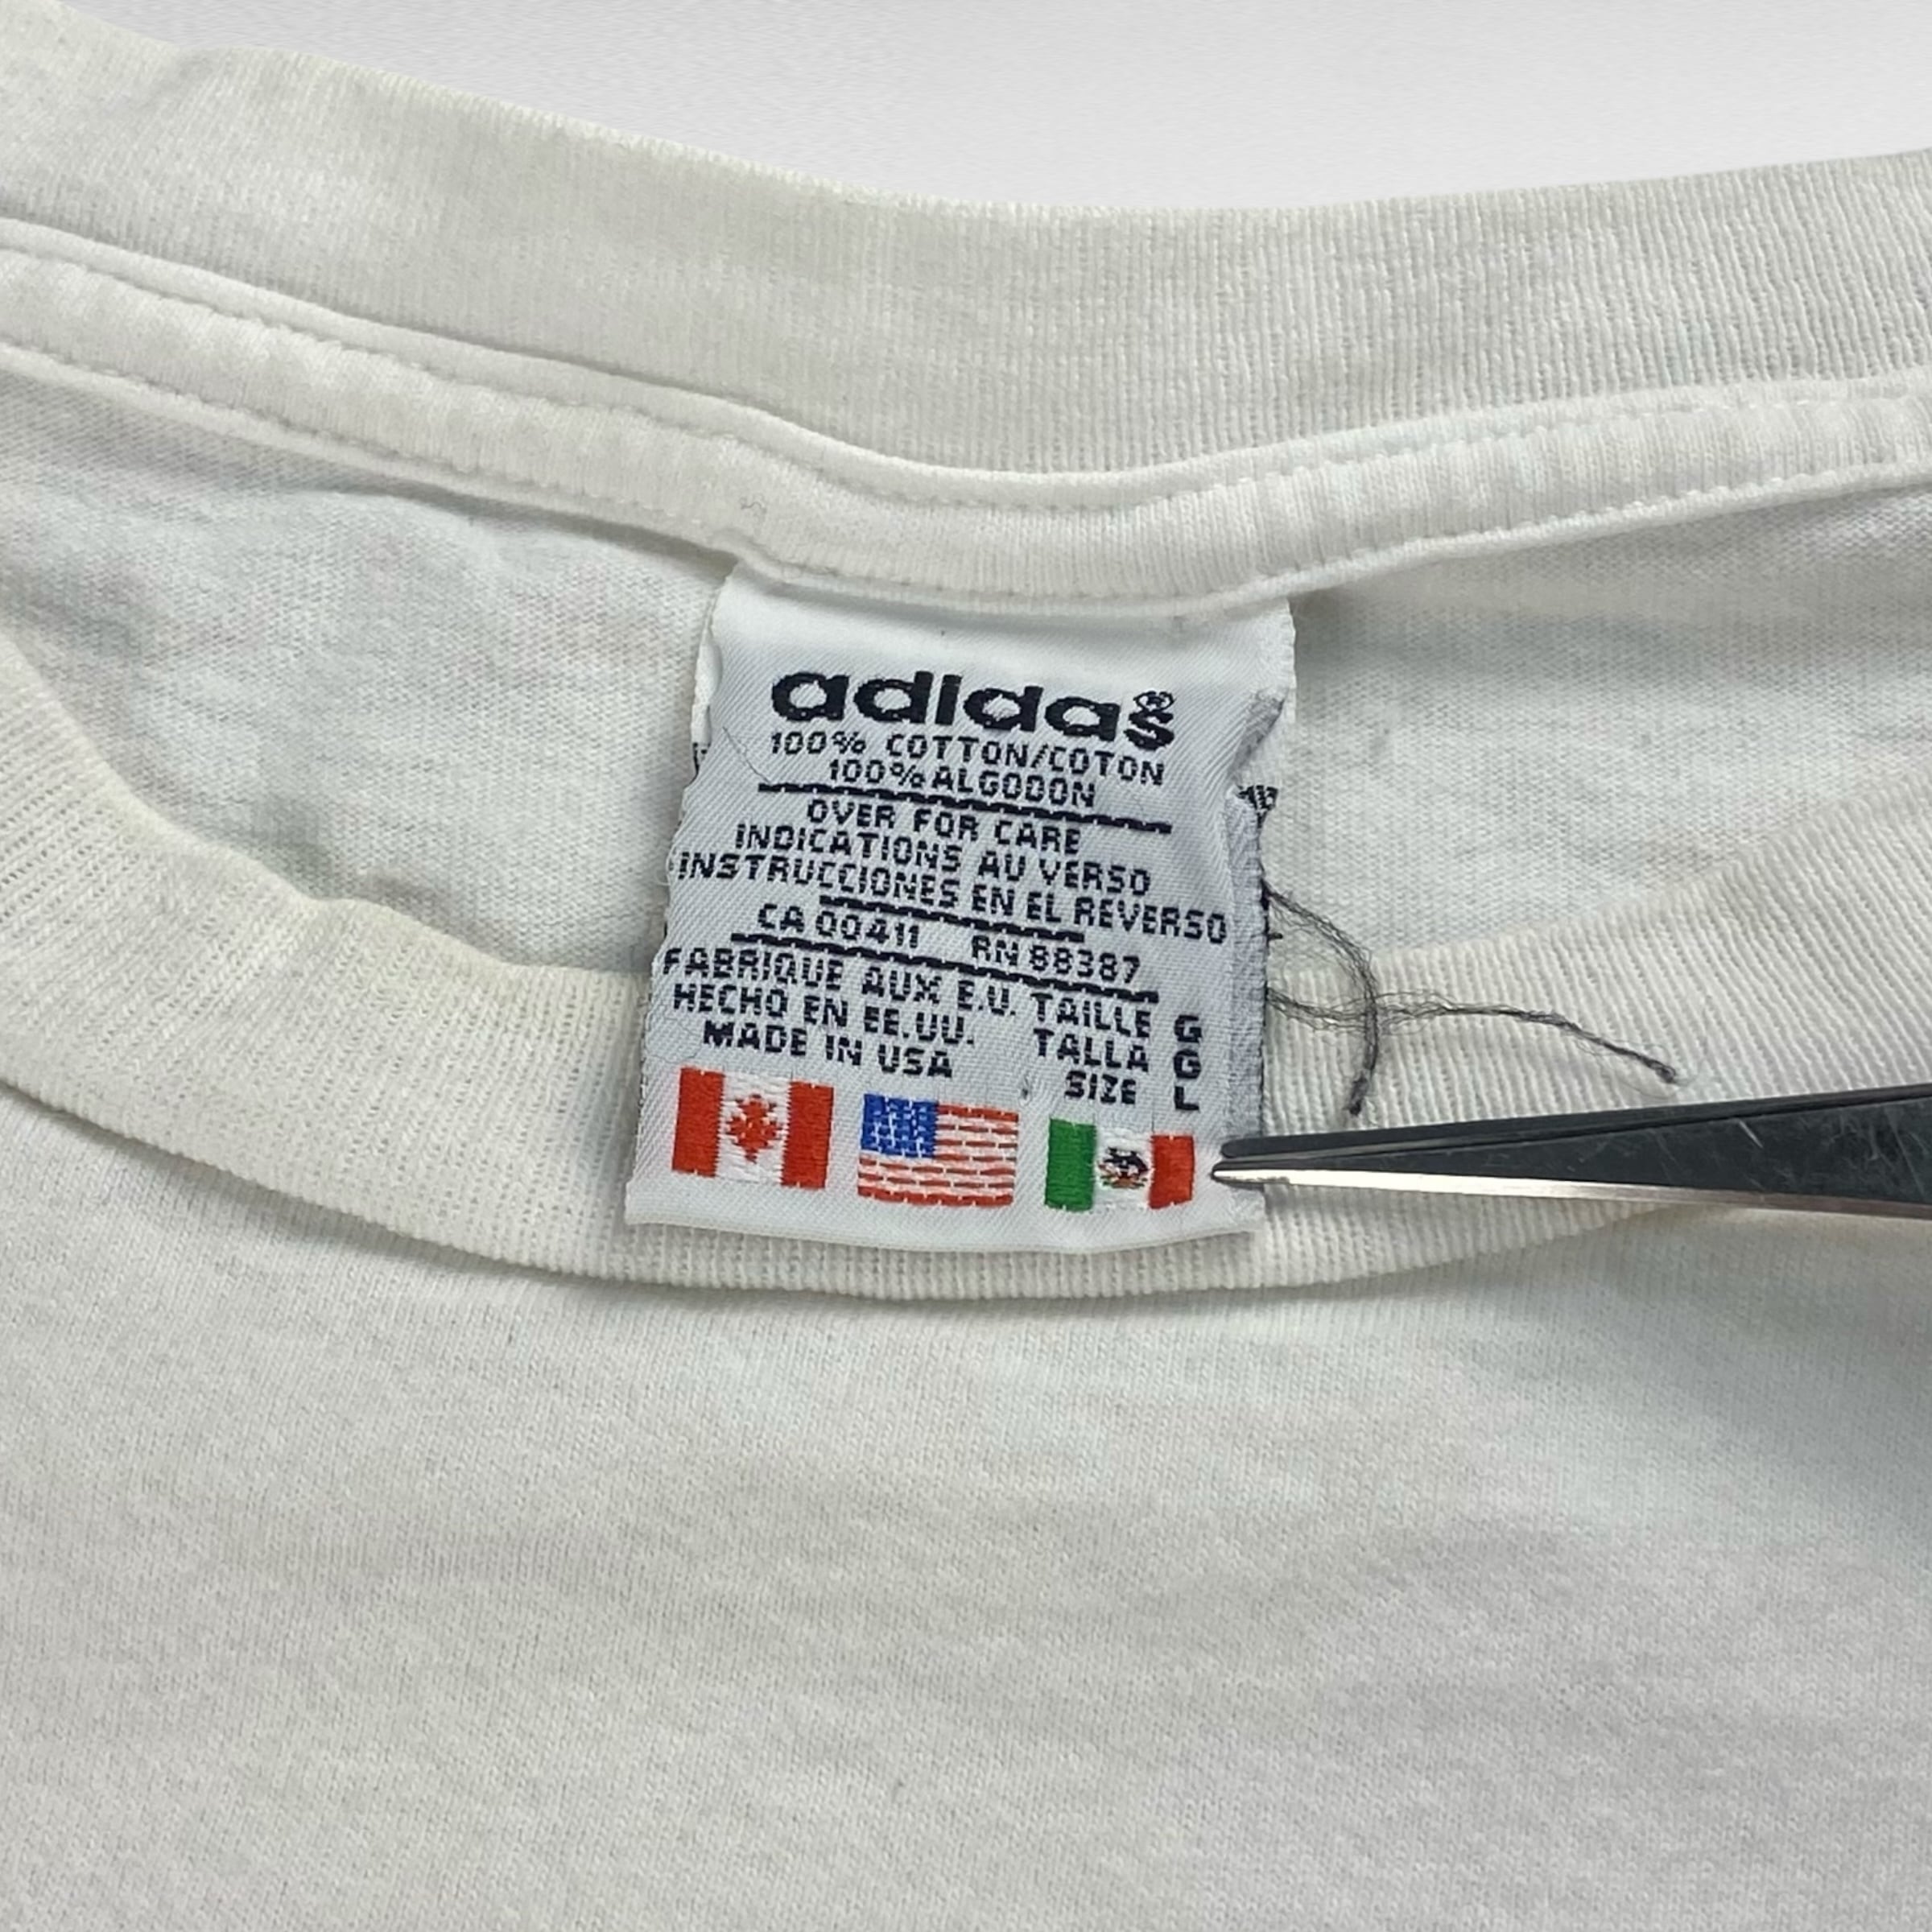 adidas®
100% COTTON/COTON
100% ALGODON
OVER FOR CARE
INDICATIONS AU VERSO
INSTRUCCIONES EN EL REVERSO
CA 00411 RN 88387
FABRIQUE AUX E.U. TAILLE G
HECHO EN EE.UU. TALLA G
MADE IN USA SIZE L